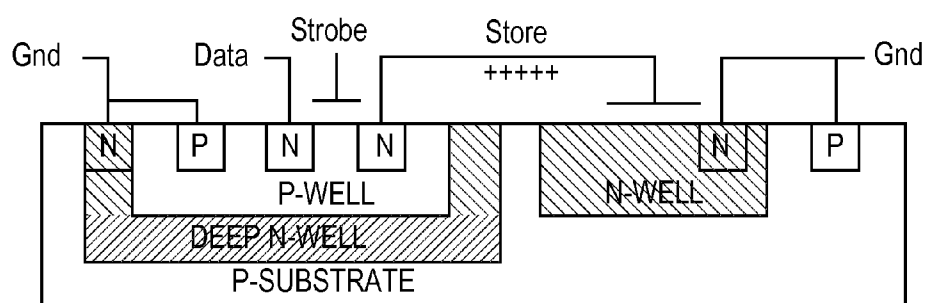 Strobe
Store
Gnd
Data
+++++
Gnd
N
P
N
N
N
P
P-WELL
N-WELL
DEEP N-WELL
P-SUBSTRATE